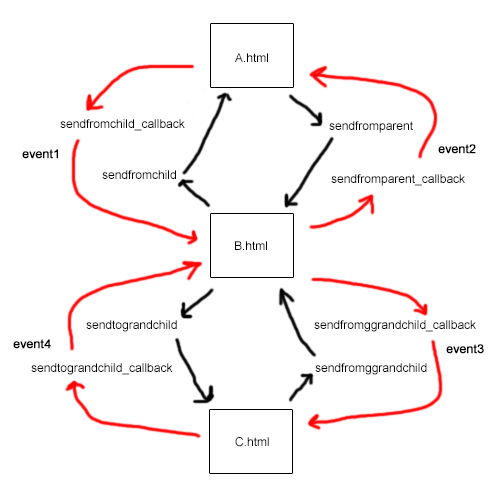 A.html
sendfromchild_callback
sendfromparent
event1
event2
sendfromchild
sendfromparent_callback
B.html
sendtograndchild
sendfromggrandchild_callback
event4
event3
sendtograndchild_callback
sendfromggrandchild
C.html